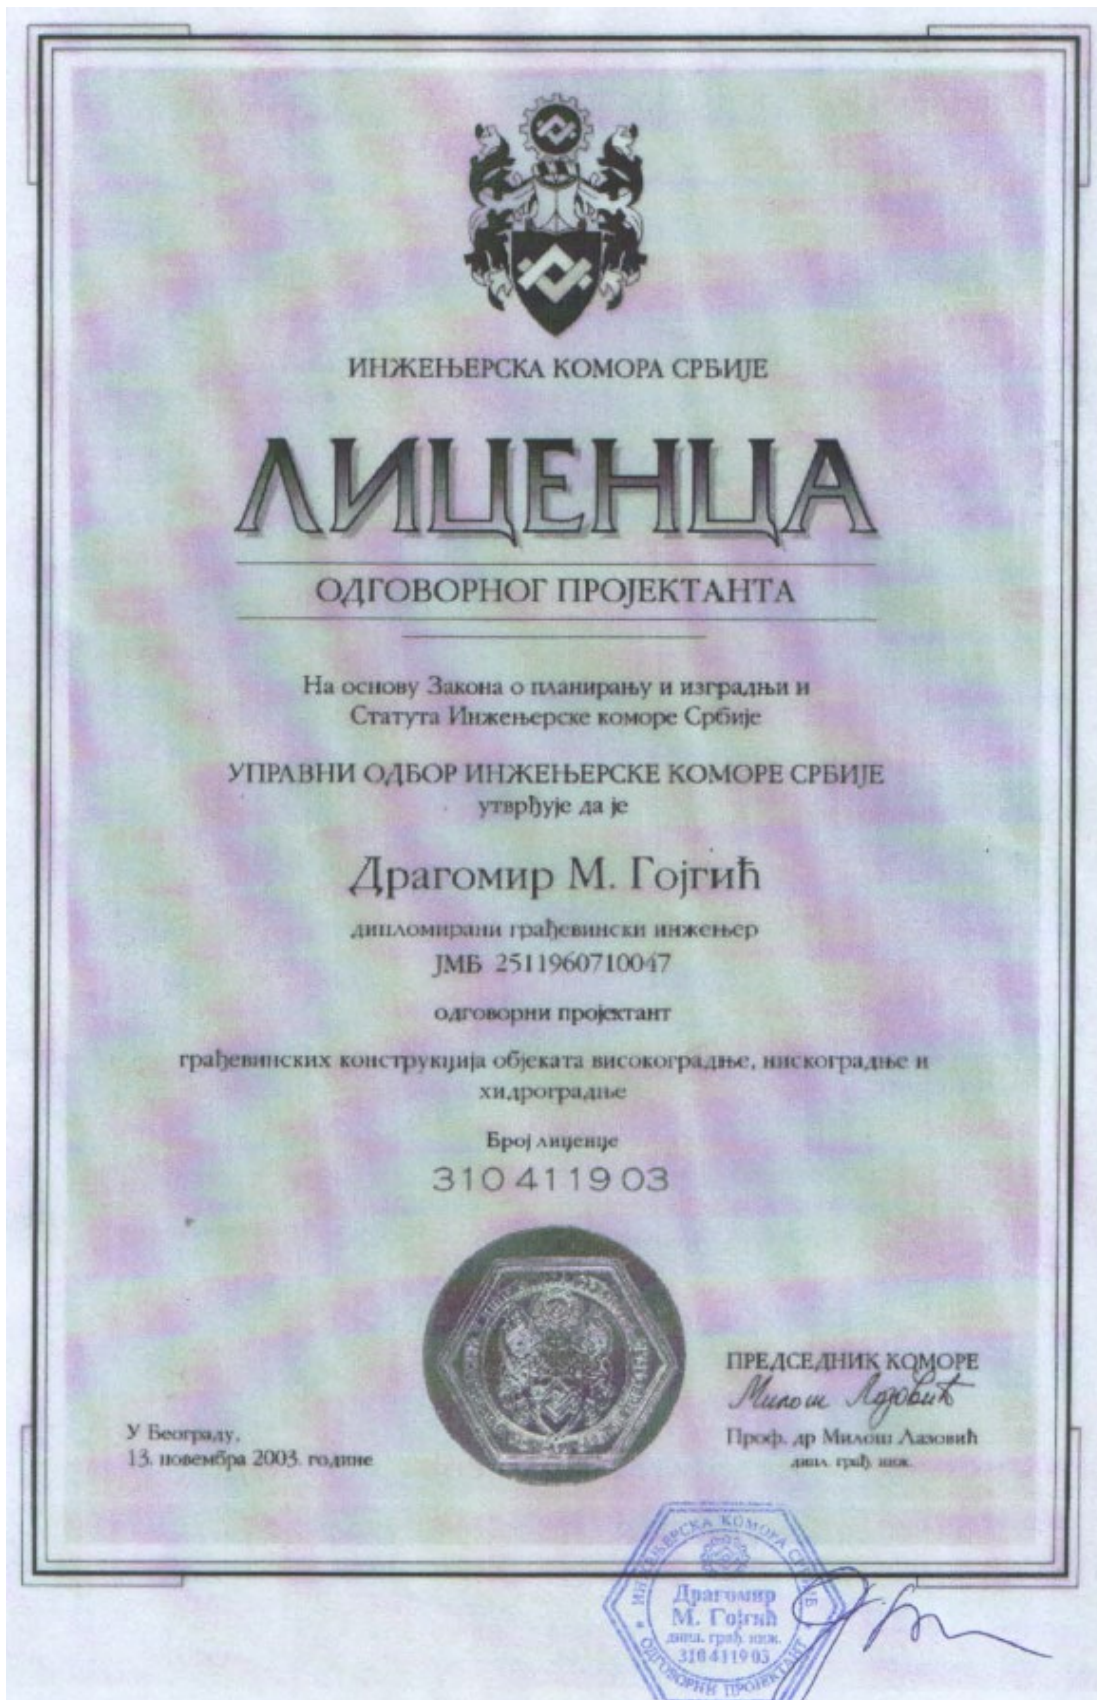 ИНЖЕЊЕРСКА КОМОРА СРБИЈЕ
ЛИЦЕНЦА
ОДГОВОРНОГ ПРОЈЕКТАНТА
На основу Закона о планирању и изградњи и
Статута Инжењерске коморе Србије
УПРАВНИ ОДБОР ИНЖЕЊЕРСКЕ КОМОРЕ СРБИЈЕ
утврђује да је
Драгомир М. Гојгић
дипломирани грађевински инжењер
ЈМБ 2511960710047
одговорни пројектант
грађевинских конструкција објеката високоградње, нискоградње и
хидроградње
Број лиценце
310 4119 03
У Београду,
13. новембра 2003. године
ПРЕДСЕДНИК КОМОРЕ
Милош Лазовић
Проф. др Милош Лазовић
дипл. грађ. инж.
ИНЖЕЊЕРСКА КОМОРА СРБИЈЕ
Драгомир
М. Гојгић
дипл. грађ. инж.
310 4119 03
ОДГОВОРНИ ПРОЈЕКТАНТ